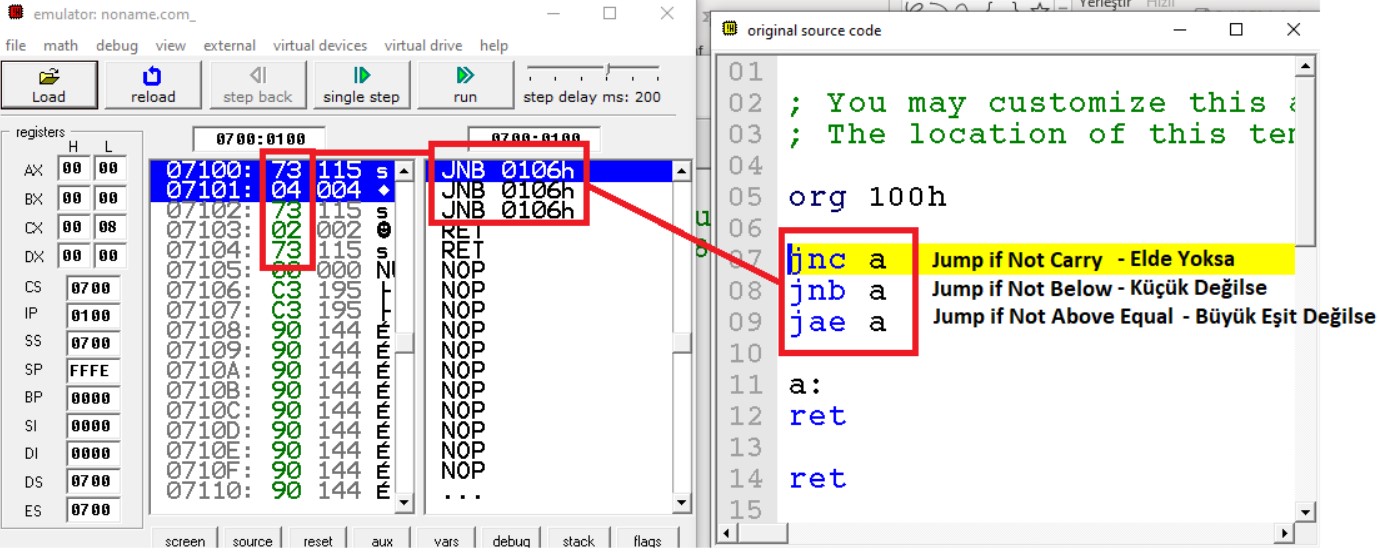 emulator: noname.com_
file math debug view external virtual devices virtual drive help
Load reload step back single step run step delay ms: 200
registers
H L
AX 00 00
BX 00 00
CX 00 08
DX 00 00
CS 0700
IP 0100
SS 0700
SP FFFE
BP 0000
SI 0000
DI 0000
DS 0700
ES 0700
0700:0100
07100: 73 115 s
07101: 04 004 ♦
07102: 73 115 s
07103: 02 002 ☻
07104: 73 115 s
07105: 00 000 NU
07106: C3 195 ├
07107: C3 195 ├
07108: 90 144 É
07109: 90 144 É
0710A: 90 144 É
0710B: 90 144 É
0710C: 90 144 É
0710D: 90 144 É
0710E: 90 144 É
0710F: 90 144 É
07110: 90 144 É
0700:0100
JNB 0106h
JNB 0106h
JNB 0106h
RET
RET
NOP
NOP
NOP
NOP
NOP
NOP
NOP
NOP
NOP
NOP
NOP
...
screen source reset aux vars debug stack flags
Yerleştir Hızlı
original source code
01
02 ; You may customize this a
03 ; The location of this tem
04
05 org 100h
06
07 jnc a Jump if Not Carry - Elde Yoksa
08 jnb a Jump if Not Below - Küçük Değilse
09 jae a Jump if Not Above Equal - Büyük Eşit Değilse
10
11 a:
12 ret
13
14 ret
15